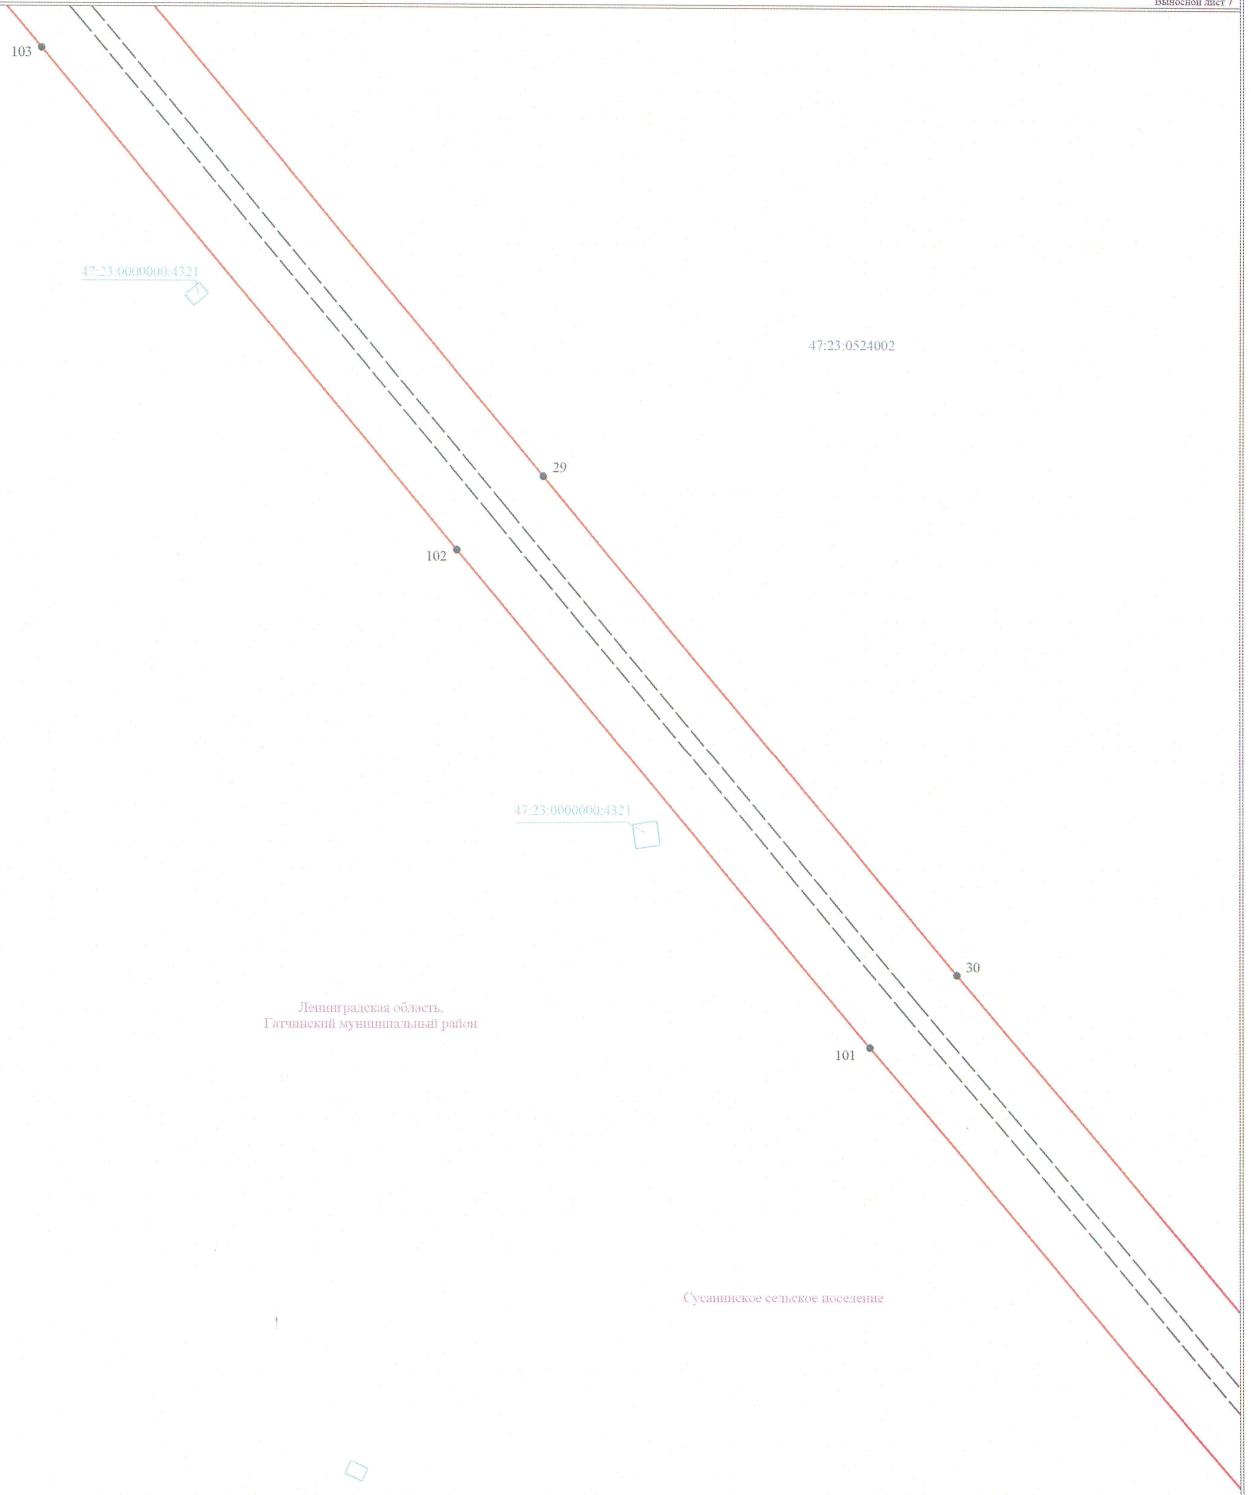 Выносной лист 7
103
47:23:0000000:4321
47:23:0524002
29
102
47:23:0000000:4321
30
Ленинградская область,
Гатчинский муниципальный район
101
Сусанинское сельское поселение